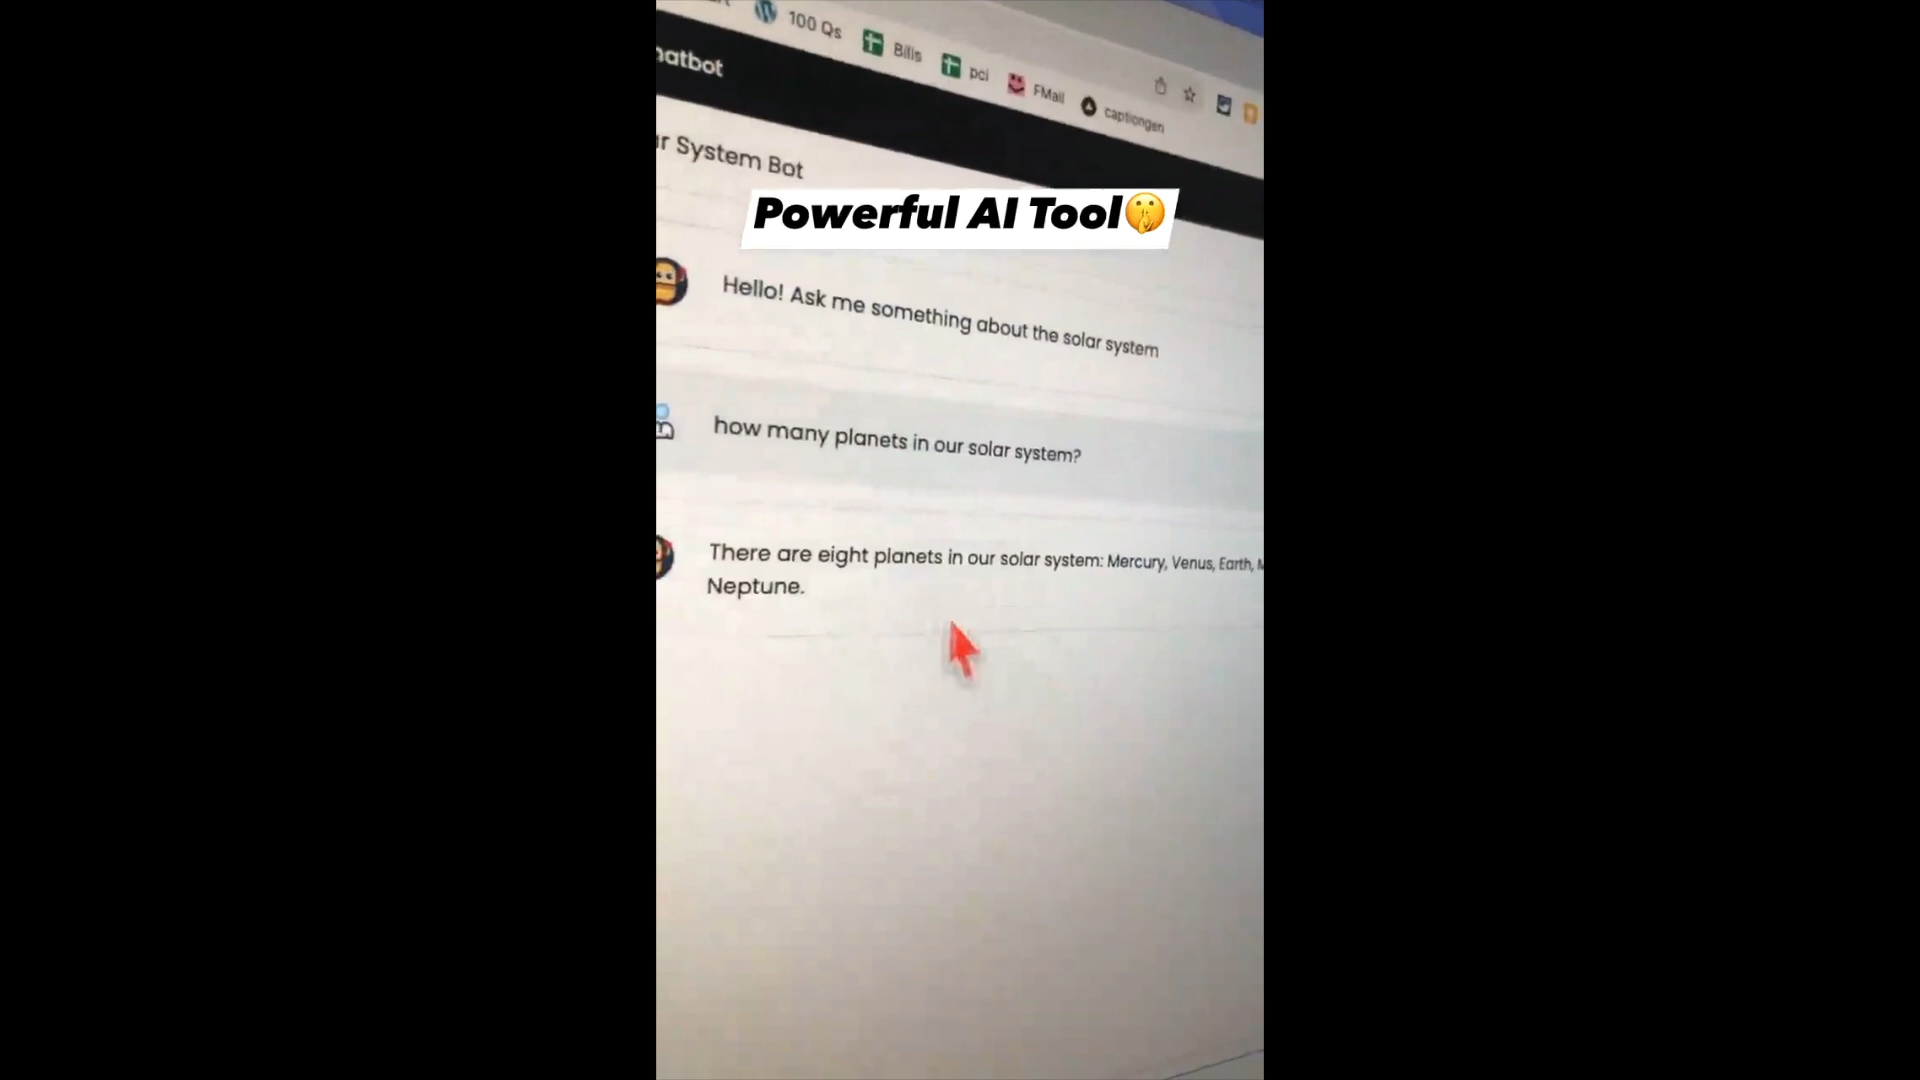 100 Qs
Bills
pci
FMail
captiongen
hatbot
r System Bot
Powerful AI Tool🤫
Hello! Ask me something about the solar system
how many planets in our solar system?
There are eight planets in our solar system: Mercury, Venus, Earth, M
Neptune.